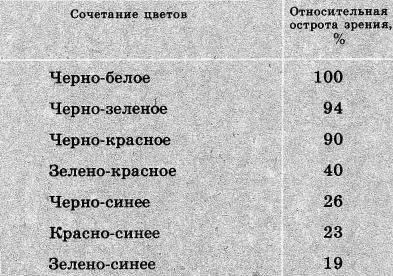 Сочетание цветов
Относительная
острота зрения,
%
Черно-белое 100
Черно-зеленое 94
Черно-красное 90
Зелено-красное 40
Черно-синее 26
Красно-синее 23
Зелено-синее 19